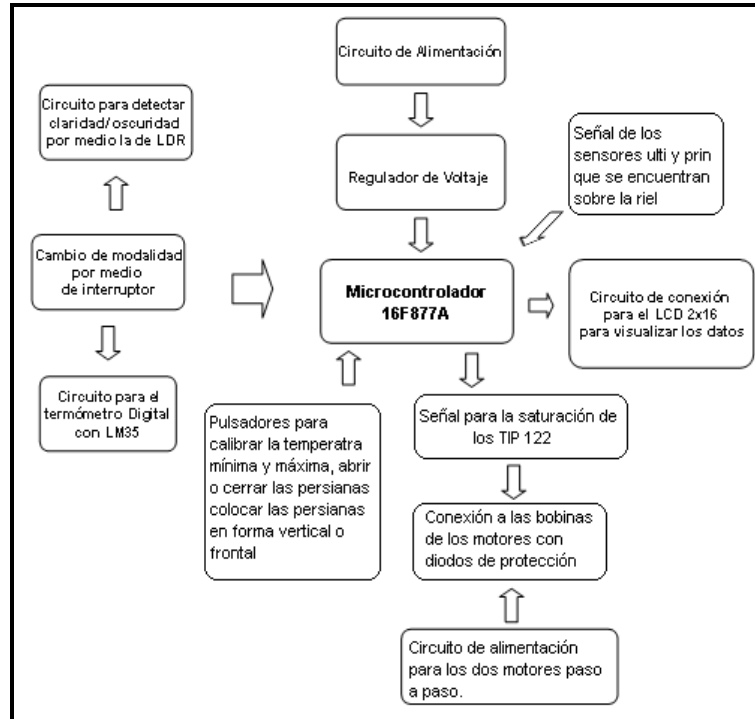 Circuito de Alimentación
Circuito para detectar
claridad/oscuridad
por medio la de LDR
Regulador de Voltaje
Señal de los
sensores ulti y prin
que se encuentran
sobre la riel
Cambio de modalidad
por medio
de interruptor
Microcontrolador
16F877A
Circuito de conexión
para el LCD 2x16
para visualizar los datos
Circuito para el
termómetro Digital
con LM35
Pulsadores para
calibrar la temperatra
mínima y máxima, abrir
o cerrar las persianas
colocar las persianas
en forma vertical o
frontal
Señal para la saturación de
los TIP 122
Conexión a las bobinas
de los motores con
diodos de protección
Circuito de alimentación
para los dos motores paso
a paso.